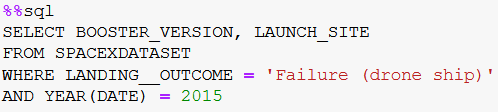 %%sql
SELECT BOOSTER_VERSION, LAUNCH_SITE
FROM SPACEXDATASET
WHERE LANDING__OUTCOME = 'Failure (drone ship)'
AND YEAR(DATE) = 2015